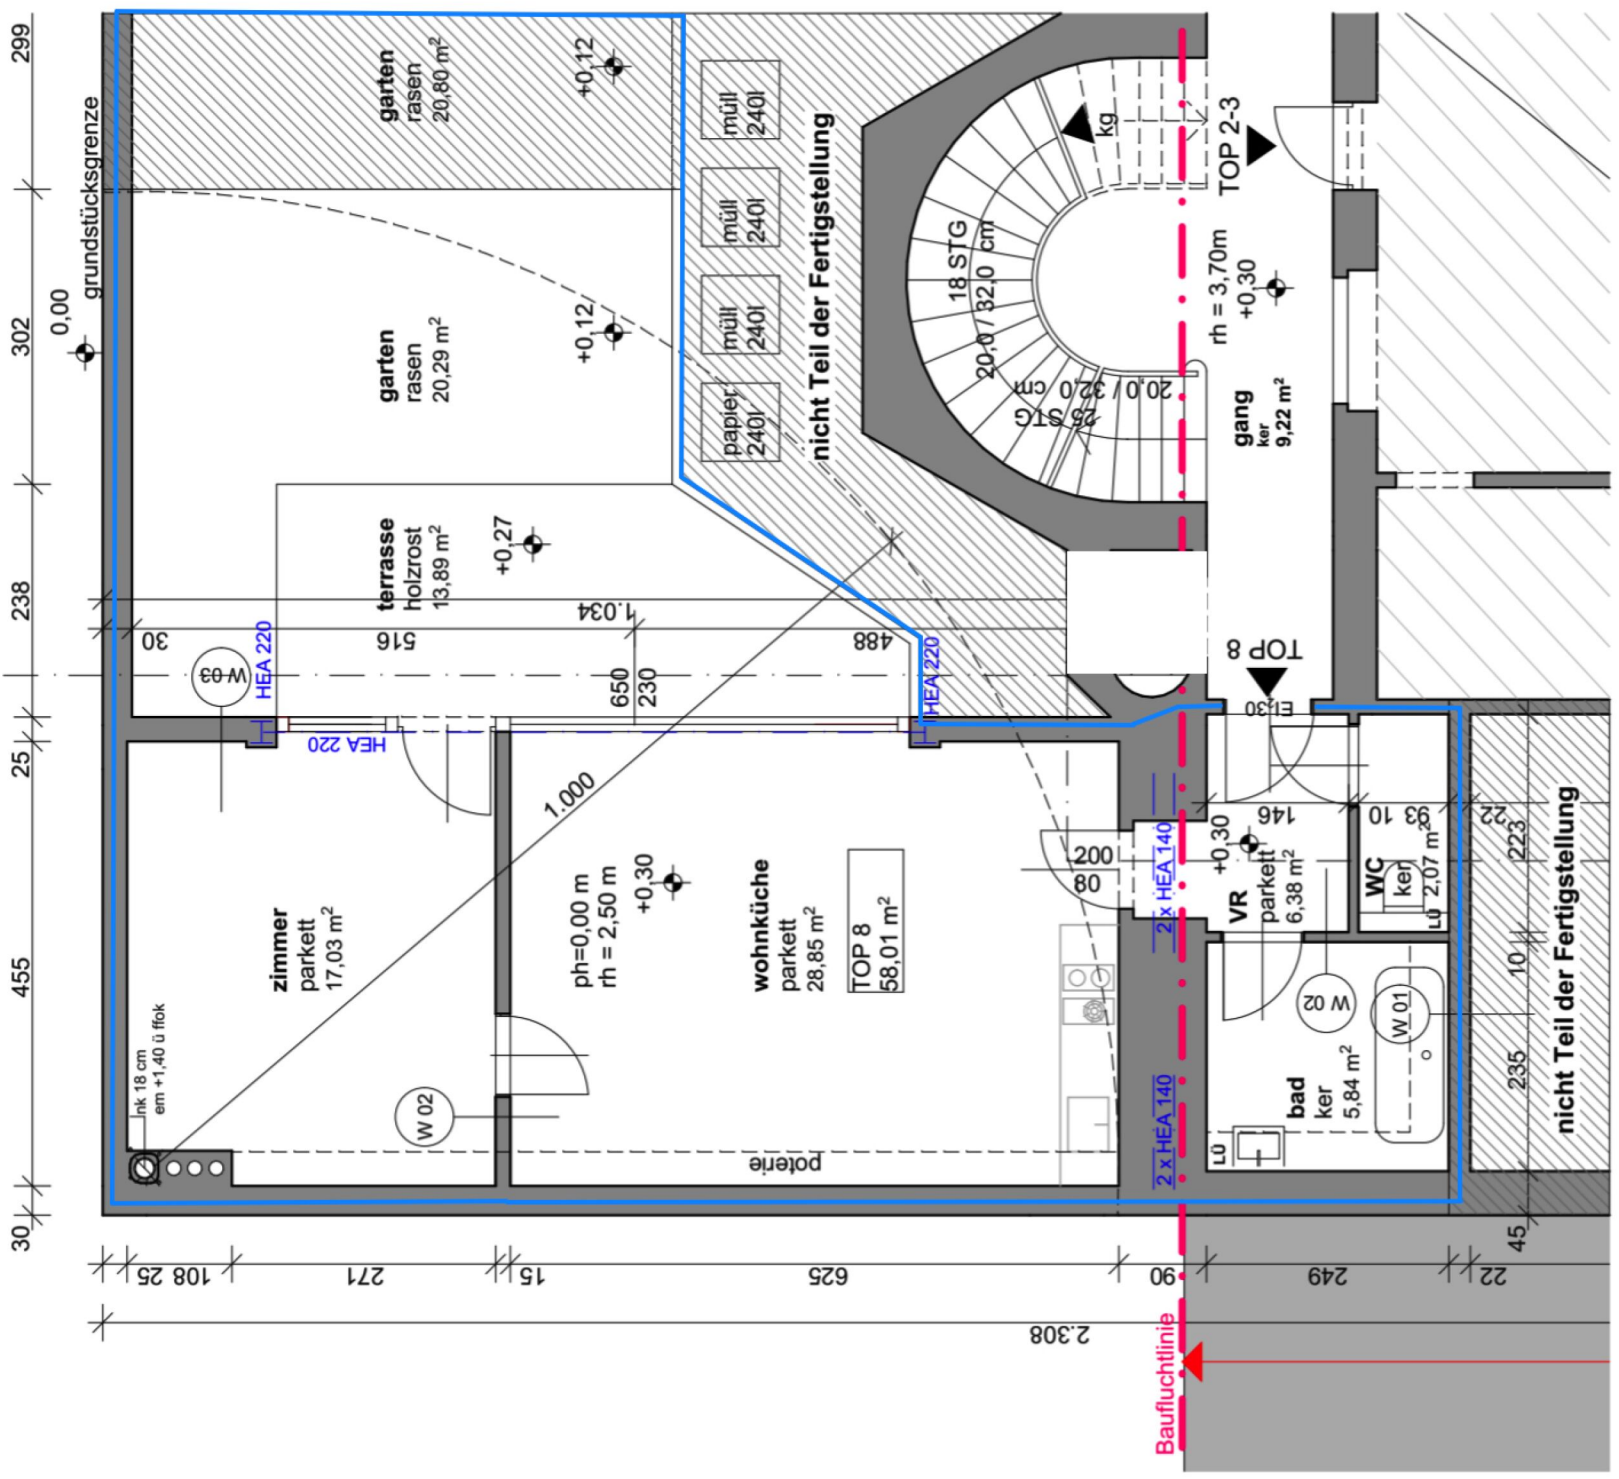 299
302
238
25
455
30
0,00
grundstücksgrenze
garten
rasen
20,80 m²
+0,12
müll
240l
müll
240l
müll
240l
papier
240l
nicht Teil der Fertigstellung
garten
rasen
20,29 m²
+0,12
terrasse
holzrost
13,89 m²
+0,27
kg
TOP 2-3
18 STG
20,0 / 32,0 cm
25 STG
20,0 / 32,0 cm
rh = 3,70m
+0,30
gang
ker
9,22 m²
TOP 8
EI₂30
1.034
30
516
488
650
230
W 03
HEA 220
HEA 220
HEA 220
1.000
zimmer
parkett
17,03 m²
ph=0,00 m
rh = 2,50 m
+0,30
wohnküche
parkett
28,85 m²
TOP 8
58,01 m²
200
80
2 x HEA 140
2 x HEA 140
+0,30
VR
parkett
6,38 m²
146
10
93
22
WC
ker
2,07 m²
LÜ
223
10
235
45
nicht Teil der Fertigstellung
W 02
W 01
bad
ker
5,84 m²
LÜ
nk 18 cm
em +1,40 ü ffok
W 02
poterie
25
108
271
15
625
90
249
22
2.308
Baufluchtlinie